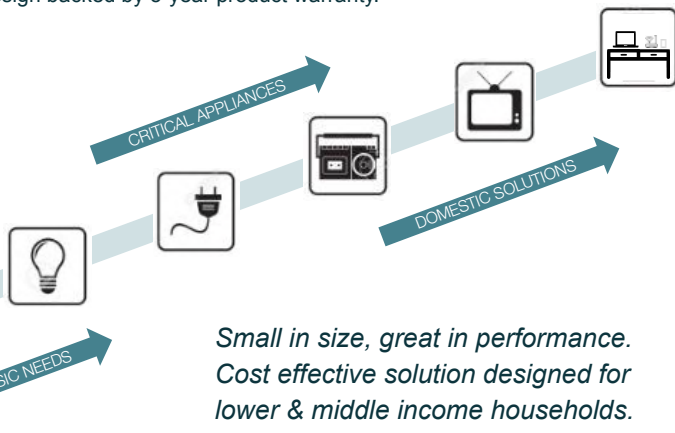 sign backed by 3-year product warranty.
CRITICAL APPLIANCES
DOMESTIC SOLUTIONS
SIC NEEDS
Small in size, great in performance.
Cost effective solution designed for
lower & middle income households.